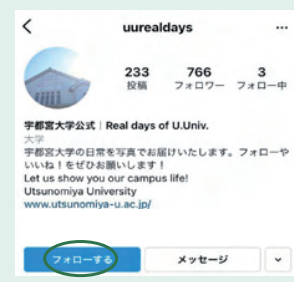 uurealdays
233 766 3
投稿 フォロワー フォロー中
宇都宮大学公式｜Real days of U.Univ.
大学
宇都宮大学の日常を写真でお届けいたします。フォローや
いいね！をぜひお願いします！
Let us show you our campus life!
Utsunomiya University
www.utsunomiya-u.ac.jp/
フォローする メッセージ